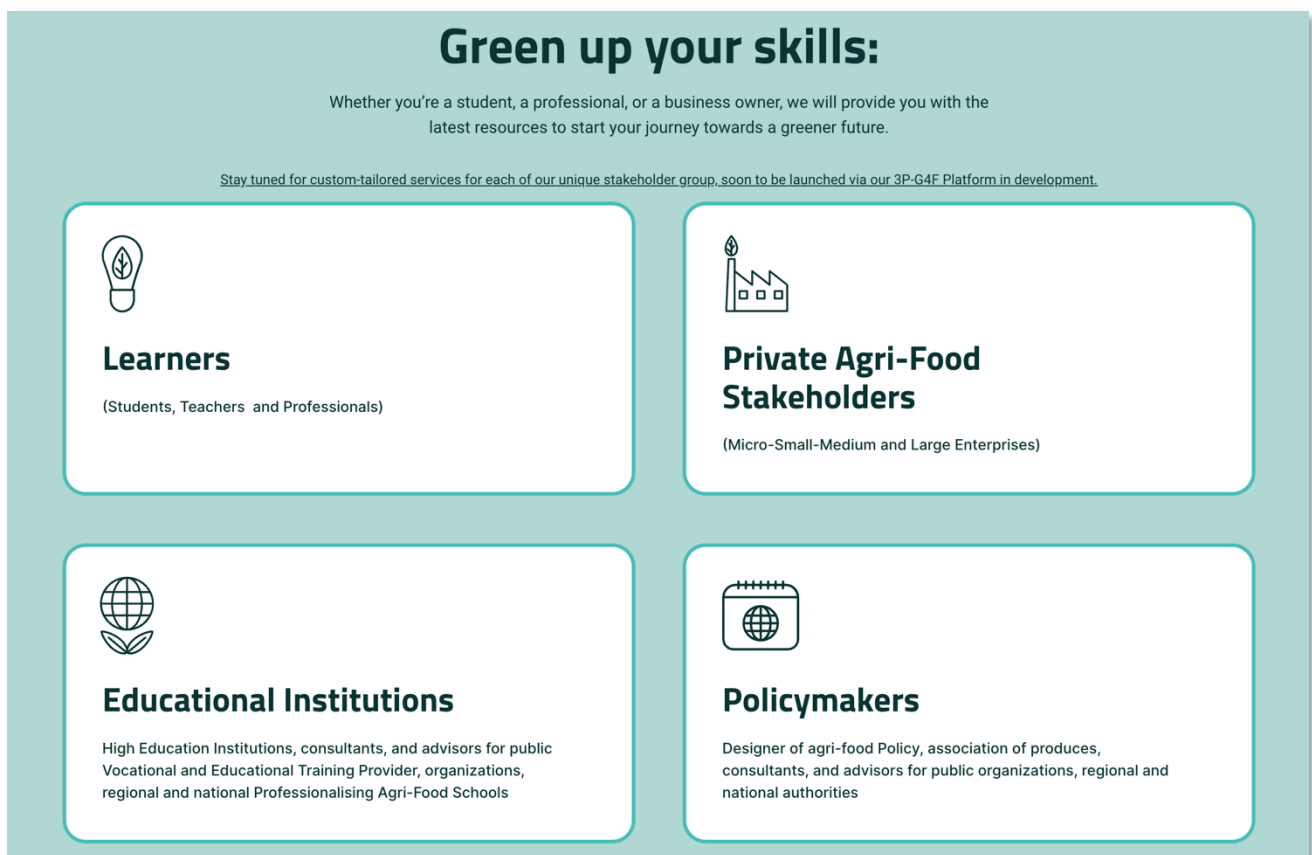 Green up your skills:
Whether you’re a student, a professional, or a business owner, we will provide you with the
latest resources to start your journey towards a greener future.
Stay tuned for custom-tailored services for each of our unique stakeholder group, soon to be launched via our 3P-G4F Platform in development.
Learners
(Students, Teachers  and Professionals)
Private Agri-Food
Stakeholders
(Micro-Small-Medium and Large Enterprises)
Educational Institutions
High Education Institutions, consultants, and advisors for public
Vocational and Educational Training Provider, organizations,
regional and national Professionalising Agri-Food Schools
Policymakers
Designer of agri-food Policy, association of produces,
consultants, and advisors for public organizations, regional and
national authorities